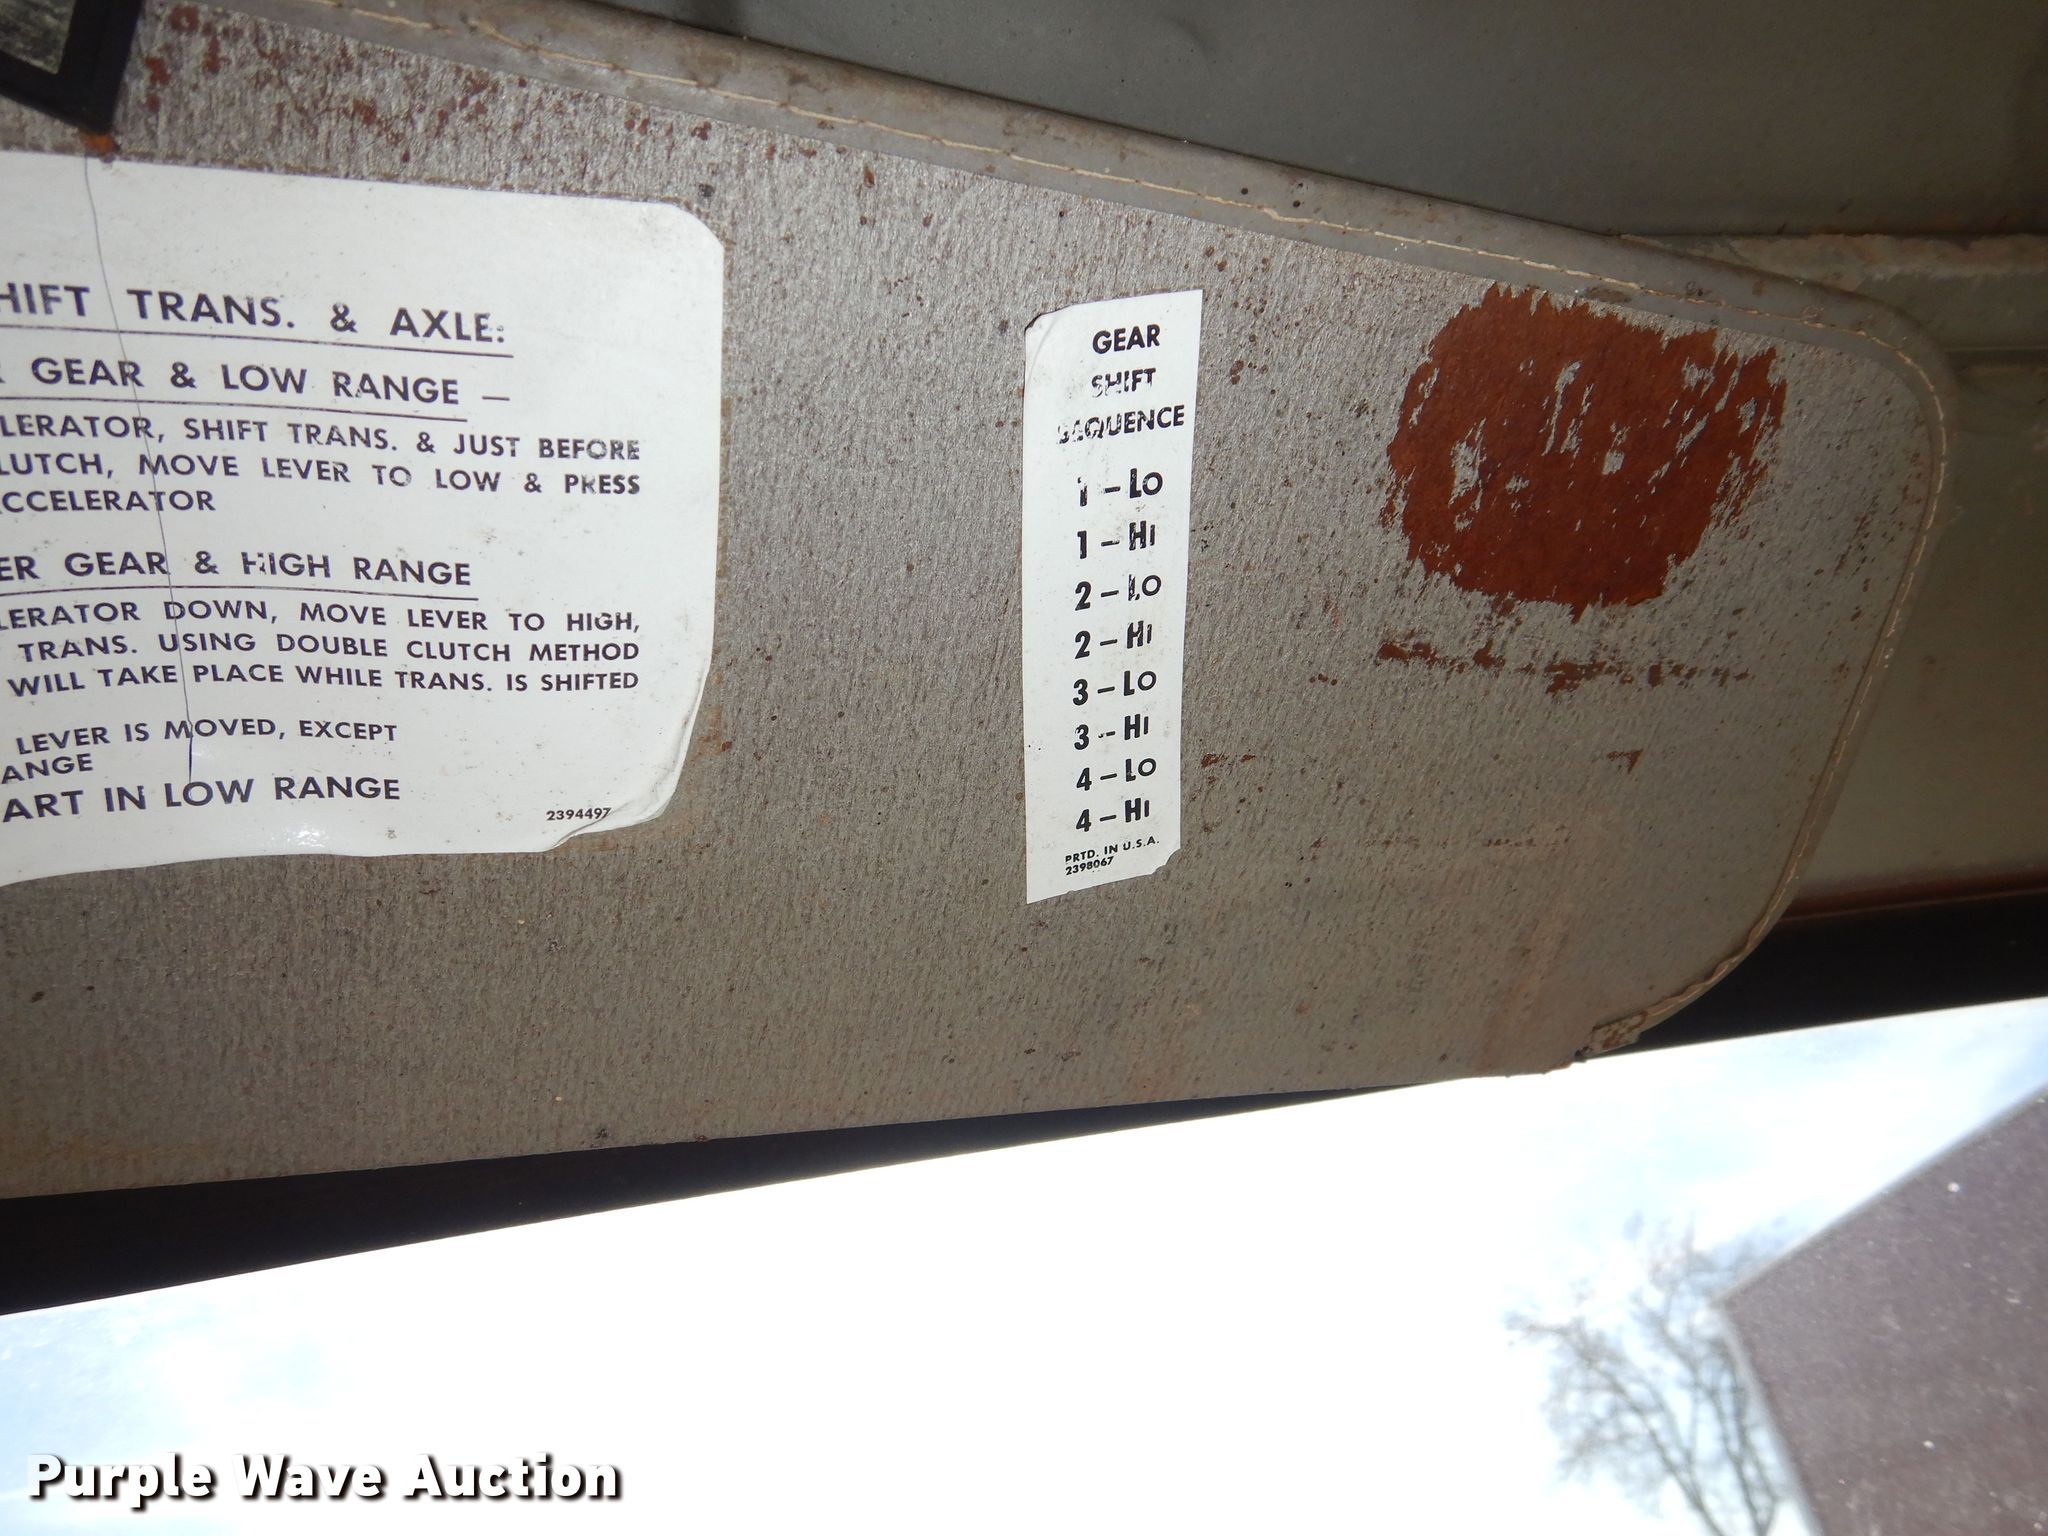 HIFT TRANS. & AXLE:
GEAR & LOW RANGE –
LERATOR, SHIFT TRANS. & JUST BEFORE
LUTCH, MOVE LEVER TO LOW & PRESS
CCELERATOR
ER GEAR & HIGH RANGE
LERATOR DOWN, MOVE LEVER TO HIGH,
TRANS. USING DOUBLE CLUTCH METHOD
WILL TAKE PLACE WHILE TRANS. IS SHIFTED
LEVER IS MOVED, EXCEPT
ANGE
ART IN LOW RANGE
2394497
GEAR
SHIFT
SEQUENCE
1 – LO
1 – HI
2 – LO
2 – HI
3 – LO
3 – HI
4 – LO
4 – HI
PRTD. IN U.S.A.
2398067
Purple Wave Auction